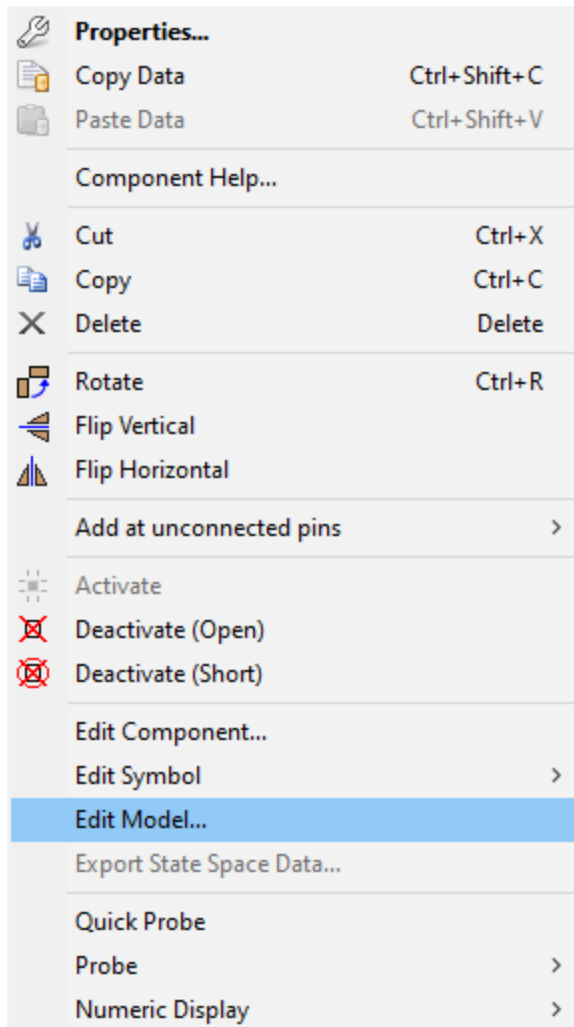 Properties...
Copy Data Ctrl+Shift+C
Paste Data Ctrl+Shift+V
Component Help...
Cut Ctrl+X
Copy Ctrl+C
Delete Delete
Rotate Ctrl+R
Flip Vertical
Flip Horizontal
Add at unconnected pins
Activate
Deactivate (Open)
Deactivate (Short)
Edit Component...
Edit Symbol
Edit Model...
Export State Space Data...
Quick Probe
Probe
Numeric Display